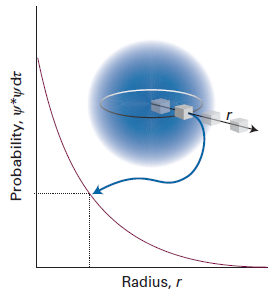 Probability, ψ*ψdτ
r
Radius, r